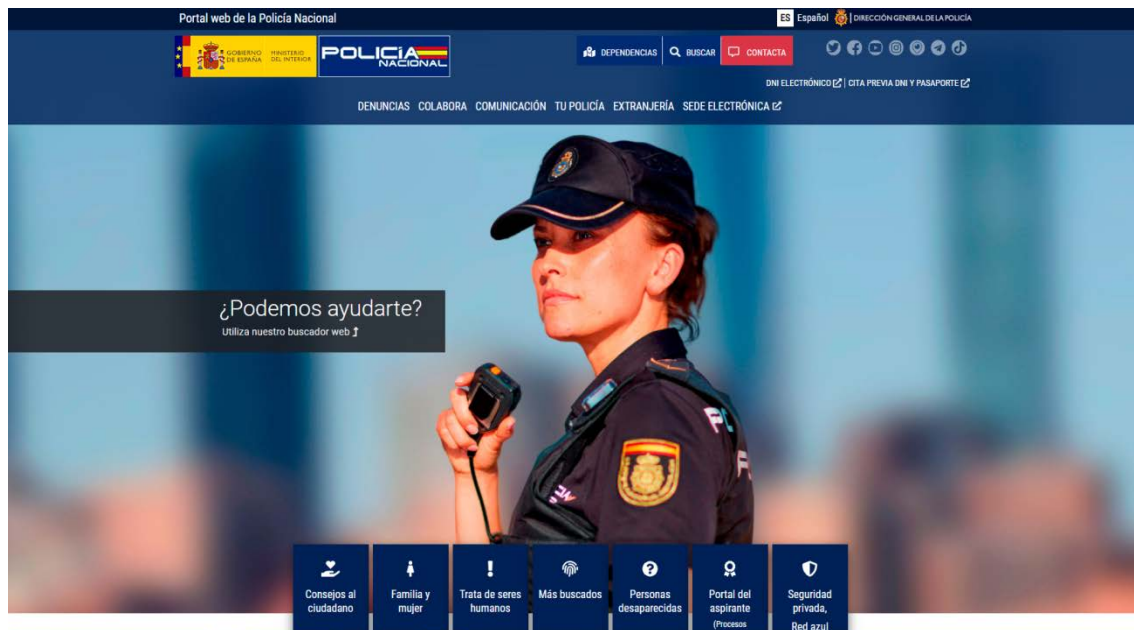 Portal web de la Policía Nacional
ES Español
DIRECCIÓN GENERAL DE LA POLICÍA
GOBIERNO DE ESPAÑA
MINISTERIO DEL INTERIOR
POLICÍA
NACIONAL
DEPENDENCIAS
BUSCAR
CONTACTA
DNI ELECTRÓNICO | CITA PREVIA DNI Y PASAPORTE
DENUNCIAS COLABORA COMUNICACIÓN TU POLICÍA EXTRANJERÍA SEDE ELECTRÓNICA
¿Podemos ayudarte?
Utiliza nuestro buscador web
Consejos al
ciudadano
Familia y
mujer
Trata de seres
humanos
Más buscados
Personas
desaparecidas
Portal del
aspirante
(Procesos
Seguridad
privada,
Red azul